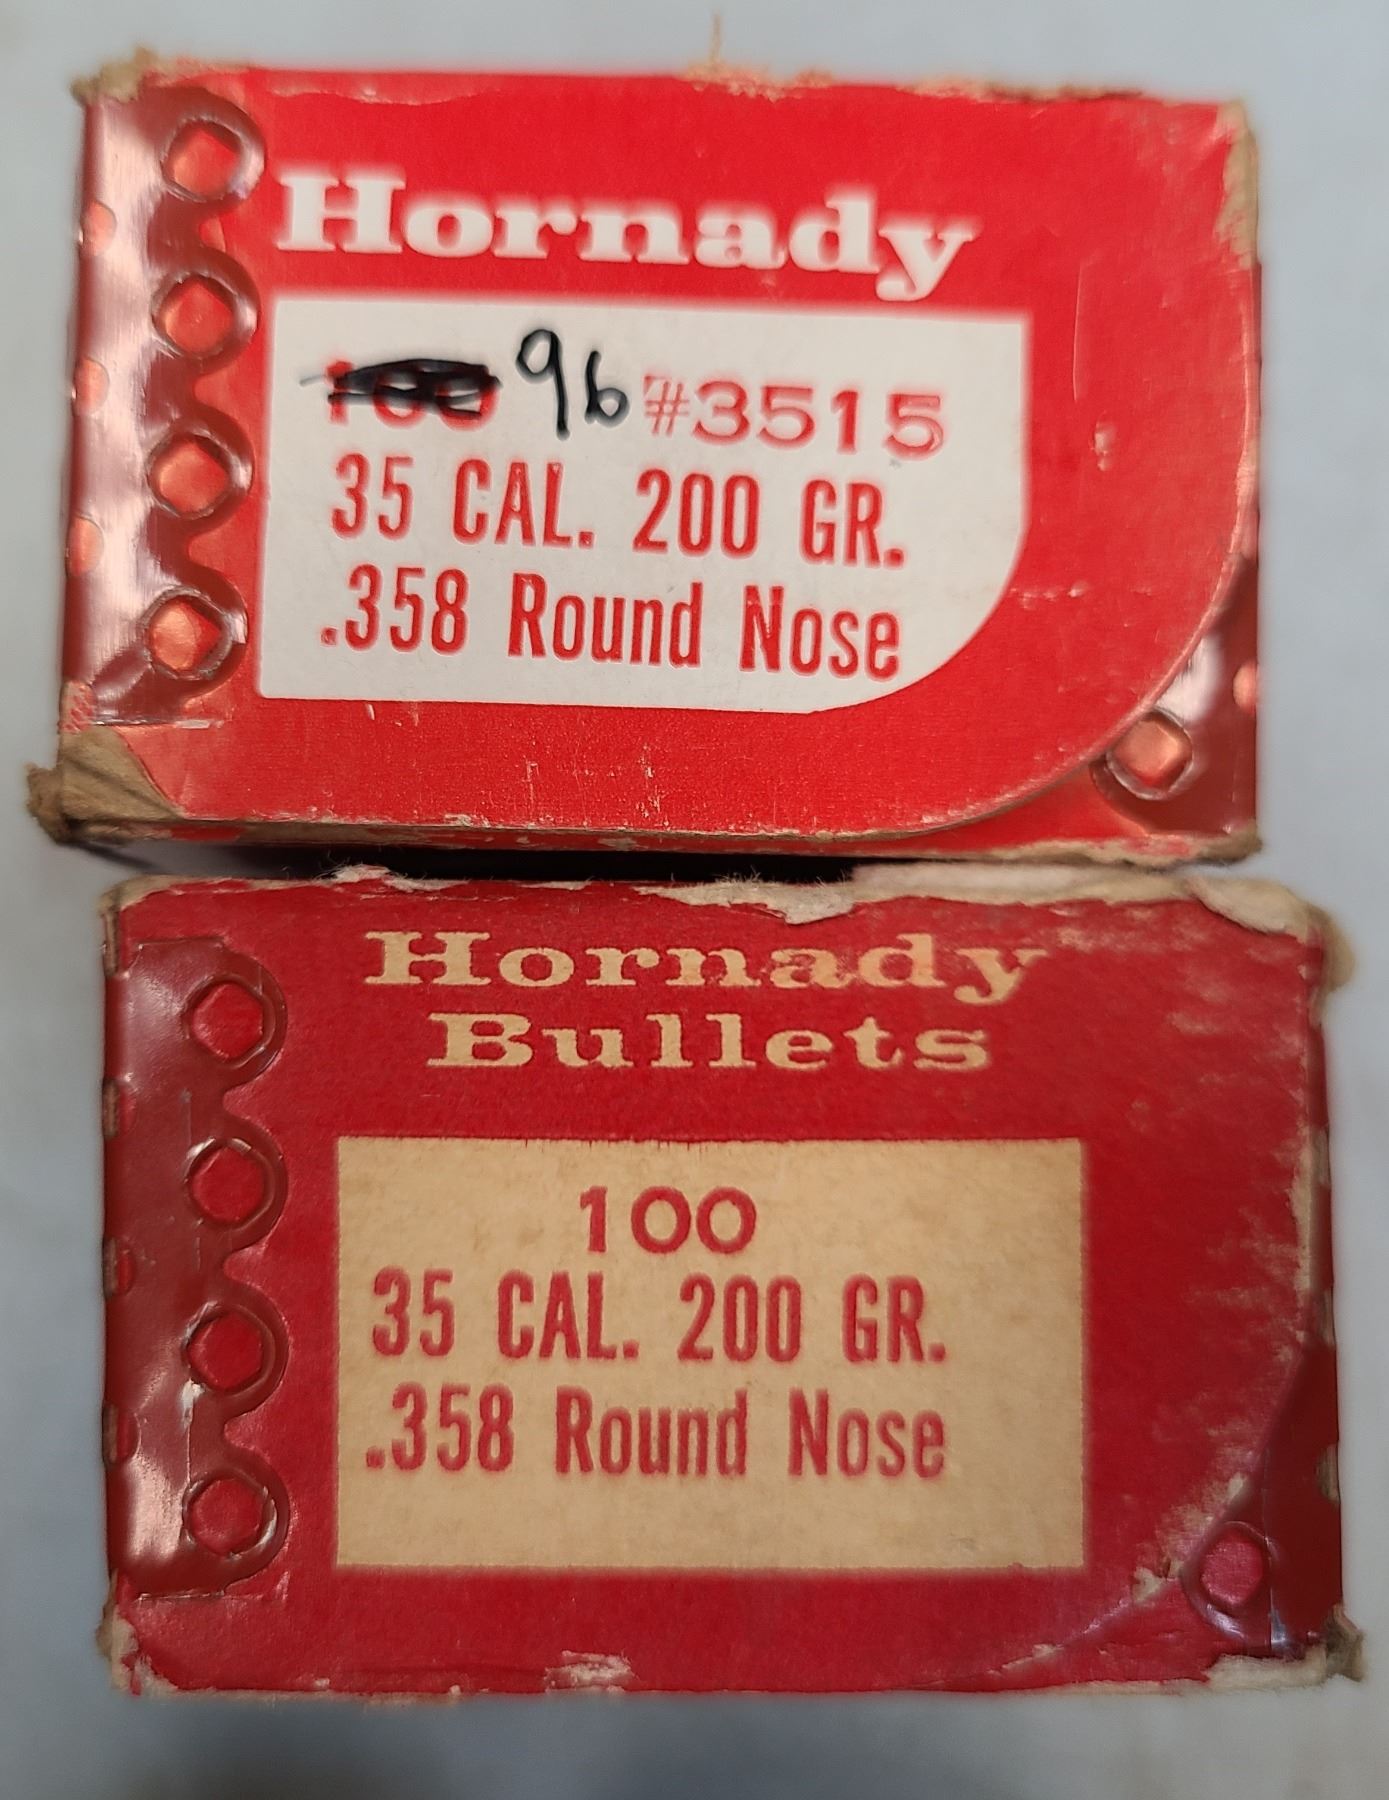 Hornady
100 96 #3515
35 CAL. 200 GR.
.358 Round Nose
Hornady
Bullets
100
35 CAL. 200 GR.
.358 Round Nose